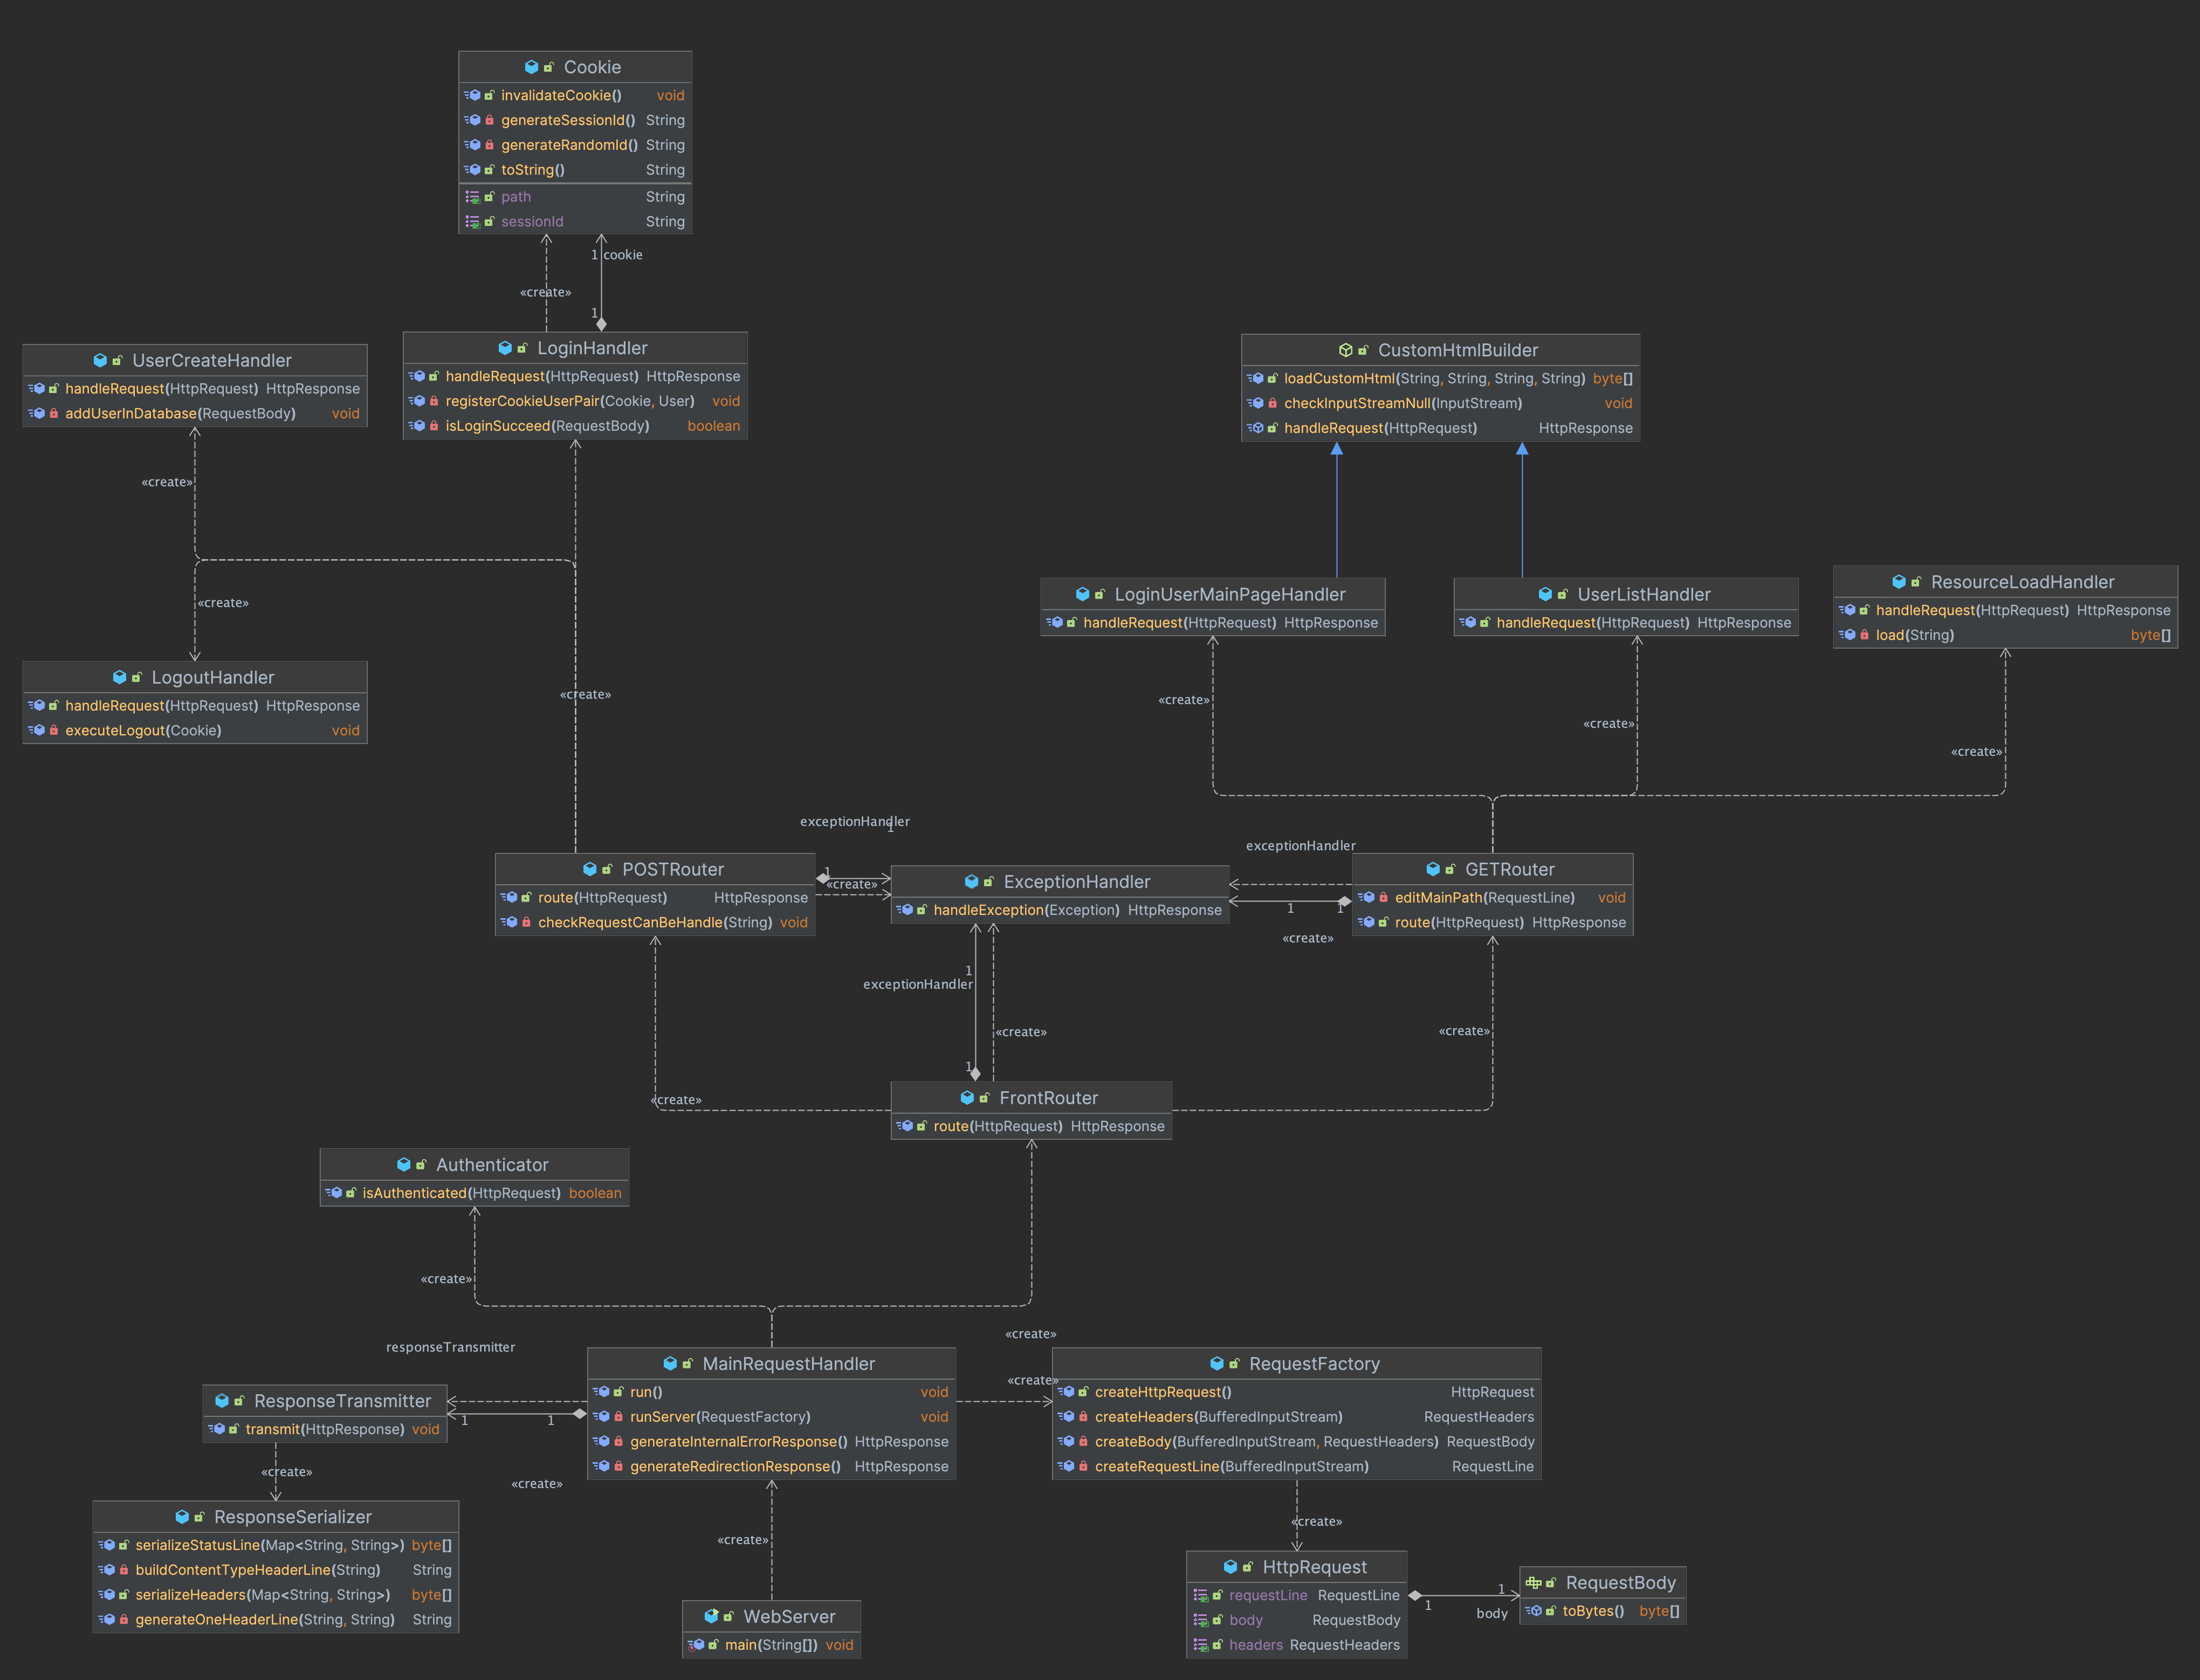 Cookie
invalidateCookie() void
generateSessionId() String
generateRandomId() String
toString() String
path String
sessionId String
1 cookie
«create»
1
UserCreateHandler
handleRequest(HttpRequest) HttpResponse
addUserInDatabase(RequestBody) void
LoginHandler
handleRequest(HttpRequest) HttpResponse
registerCookieUserPair(Cookie, User) void
isLoginSucceed(RequestBody) boolean
CustomHtmlBuilder
loadCustomHtml(String, String, String, String) byte[]
checkInputStreamNull(InputStream) void
handleRequest(HttpRequest) HttpResponse
«create»
«create»
LogoutHandler
handleRequest(HttpRequest) HttpResponse
executeLogout(Cookie) void
«create»
LoginUserMainPageHandler
handleRequest(HttpRequest) HttpResponse
UserListHandler
handleRequest(HttpRequest) HttpResponse
ResourceLoadHandler
handleRequest(HttpRequest) HttpResponse
load(String) byte[]
«create»
«create»
«create»
exceptionHandler
1
exceptionHandler
POSTRouter
route(HttpRequest) HttpResponse
checkRequestCanBeHandle(String) void
1
«create»
ExceptionHandler
handleException(Exception) HttpResponse
1 1
«create»
GETRouter
editMainPath(RequestLine) void
route(HttpRequest) HttpResponse
1
exceptionHandler
«create»
«create»
1
«create»
FrontRouter
route(HttpRequest) HttpResponse
Authenticator
isAuthenticated(HttpRequest) boolean
«create»
«create»
responseTransmitter
MainRequestHandler
run() void
runServer(RequestFactory) void
generateInternalErrorResponse() HttpResponse
generateRedirectionResponse() HttpResponse
«create»
RequestFactory
createHttpRequest() HttpRequest
createHeaders(BufferedInputStream) RequestHeaders
createBody(BufferedInputStream, RequestHeaders) RequestBody
createRequestLine(BufferedInputStream) RequestLine
ResponseTransmitter
transmit(HttpResponse) void
1 1
«create»
«create»
ResponseSerializer
serializeStatusLine(Map<String, String>) byte[]
buildContentTypeHeaderLine(String) String
serializeHeaders(Map<String, String>) byte[]
generateOneHeaderLine(String, String) String
«create»
WebServer
main(String[]) void
«create»
HttpRequest
requestLine RequestLine
body RequestBody
headers RequestHeaders
1
1
body
RequestBody
toBytes() byte[]